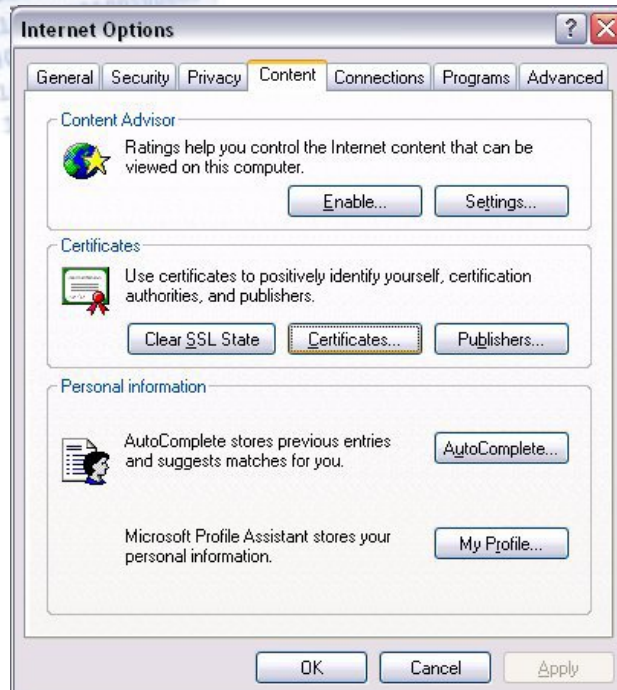 Internet Options
General Security Privacy Content Connections Programs Advanced
Content Advisor
Ratings help you control the Internet content that can be
viewed on this computer.
Enable... Settings...
Certificates
Use certificates to positively identify yourself, certification
authorities, and publishers.
Clear SSL State Certificates... Publishers...
Personal information
AutoComplete stores previous entries
and suggests matches for you.
AutoComplete...
Microsoft Profile Assistant stores your
personal information.
My Profile...
OK Cancel Apply